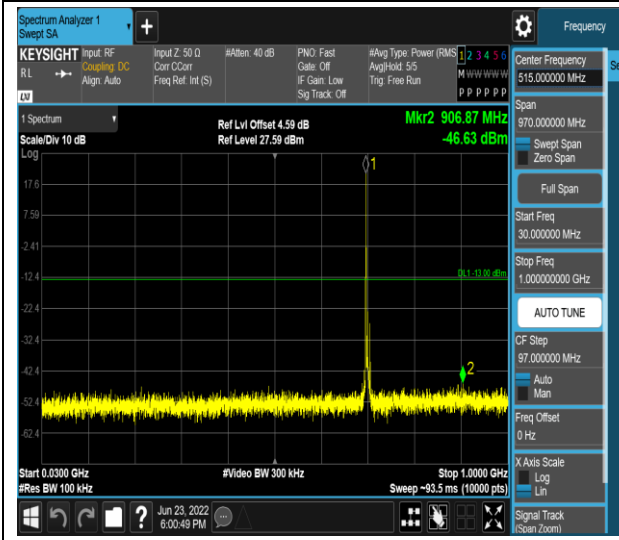 Spectrum Analyzer 1
Swept SA
+
Frequency
KEYSIGHT
RL
LXI
Input: RF
Coupling: DC
Align: Auto
Input Z: 50 Ω
Corr CCorr
Freq Ref: Int (S)
#Atten: 40 dB
PNO: Fast
Gate: Off
IF Gain: Low
Sig Track: Off
#Avg Type: Power (RMS
Avg|Hold: 5/5
Trig: Free Run
1 2 3 4 5 6
M W W W W W
P P P P P P
1 Spectrum
Scale/Div 10 dB
Log
Ref Lvl Offset 4.59 dB
Ref Level 27.59 dBm
Mkr2 906.87 MHz
-46.63 dBm
1
17.6
7.59
-2.41
-12.4
DL1 -13.00 dBm
-22.4
-32.4
-42.4
2
-52.4
-62.4
Start 0.0300 GHz
#Res BW 100 kHz
#Video BW 300 kHz
Stop 1.0000 GHz
Sweep ~93.5 ms (10000 pts)
Center Frequency
515.000000 MHz
Span
970.000000 MHz
Swept Span
Zero Span
Full Span
Start Freq
30.000000 MHz
Stop Freq
1.000000000 GHz
AUTO TUNE
CF Step
97.000000 MHz
Auto
Man
Freq Offset
0 Hz
X Axis Scale
Log
Lin
Signal Track
(Span Zoom)
Se
?
Jun 23, 2022
6:00:49 PM